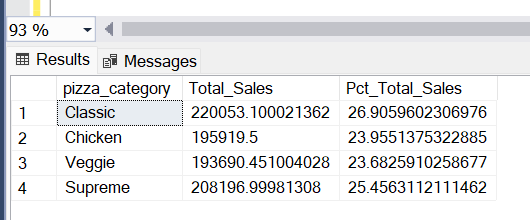 93 %
Results Messages
pizza_category Total_Sales Pct_Total_Sales
1 Classic 220053.100021362 26.9059602306976
2 Chicken 195919.5 23.9551375322885
3 Veggie 193690.451004028 23.6825910258677
4 Supreme 208196.99981308 25.4563112111462